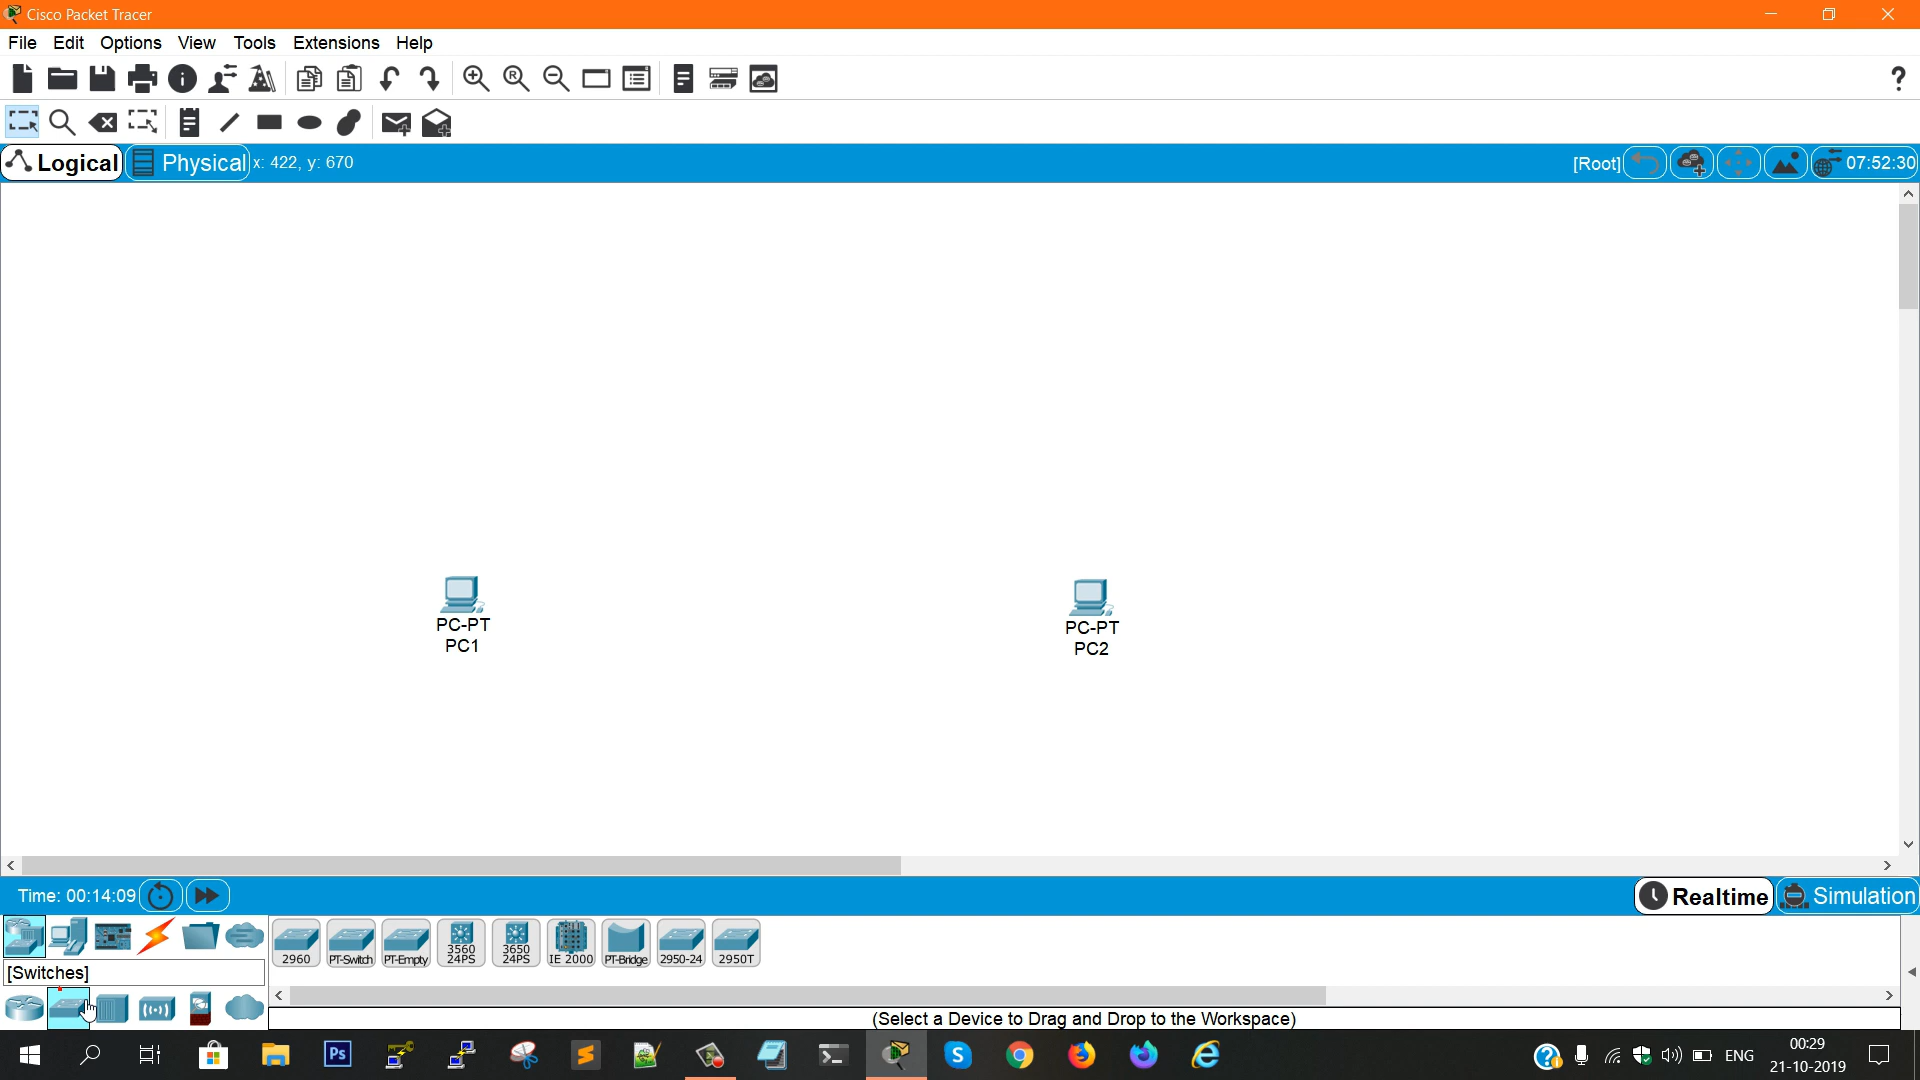 Cisco Packet Tracer
File Edit Options View Tools Extensions Help
Logical Physical x: 422, y: 670 [Root] 07:52:30
PC-PT
PC1
PC-PT
PC2
Time: 00:14:09 Realtime Simulation
2960 PT-Switch PT-Empty 3560 24PS 3650 24PS IE 2000 PT-Bridge 2950-24 2950T
[Switches]
(Select a Device to Drag and Drop to the Workspace)
Ps ENG 00:29
21-10-2019